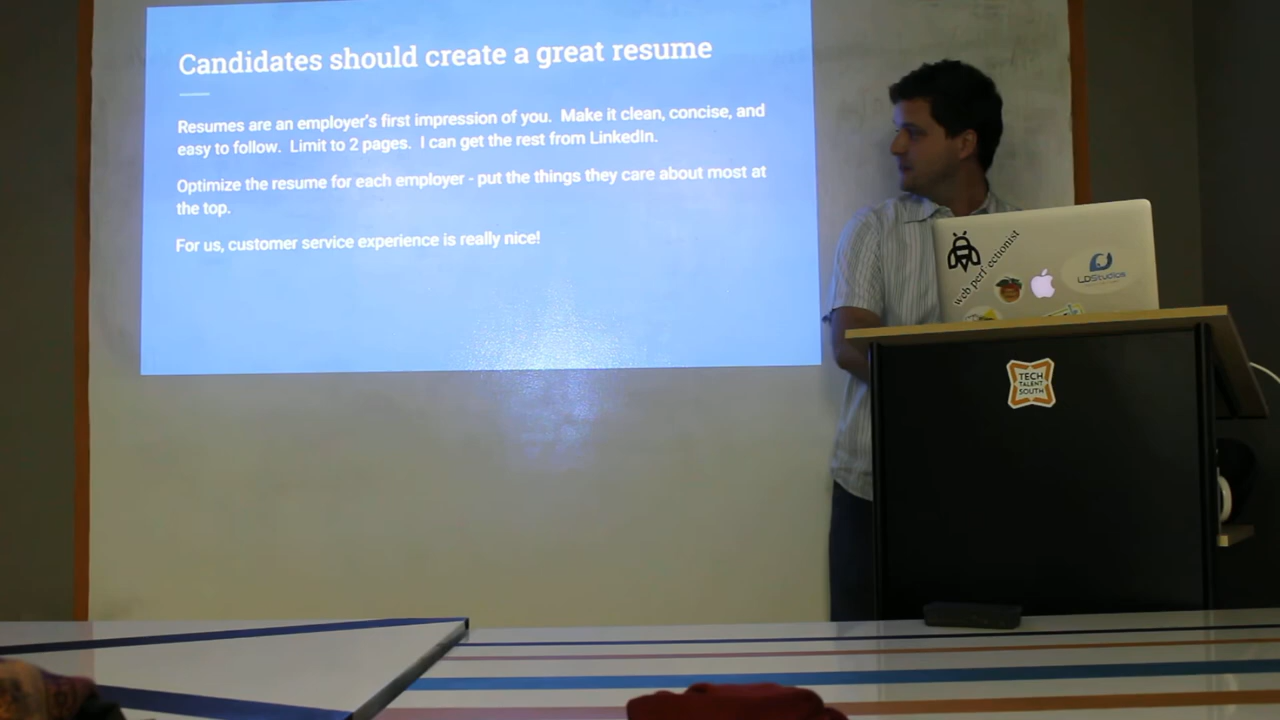 Candidates should create a great resume
Resumes are an employer's first impression of you.  Make it clean, concise, and
easy to follow.  Limit to 2 pages.  I can get the rest from LinkedIn.
Optimize the resume for each employer - put the things they care about most at
the top.
For us, customer service experience is really nice!
web perfectionist
LDStudios
TECH
TALENT
SOUTH